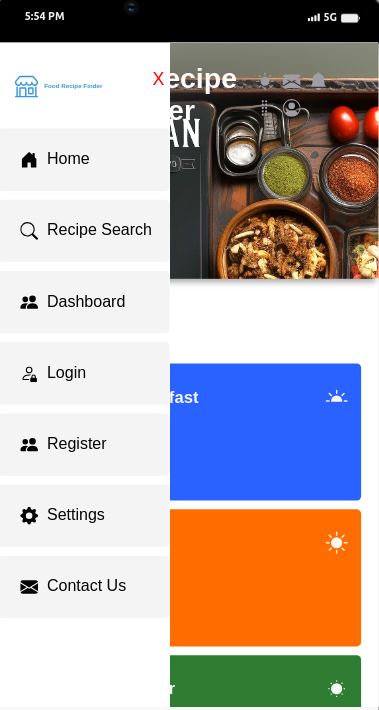 5:54 PM
5G
Food Recipe Finder
X
ecipe
er
AN
Home
Recipe Search
Dashboard
Login
fast
Register
Settings
Contact Us
r